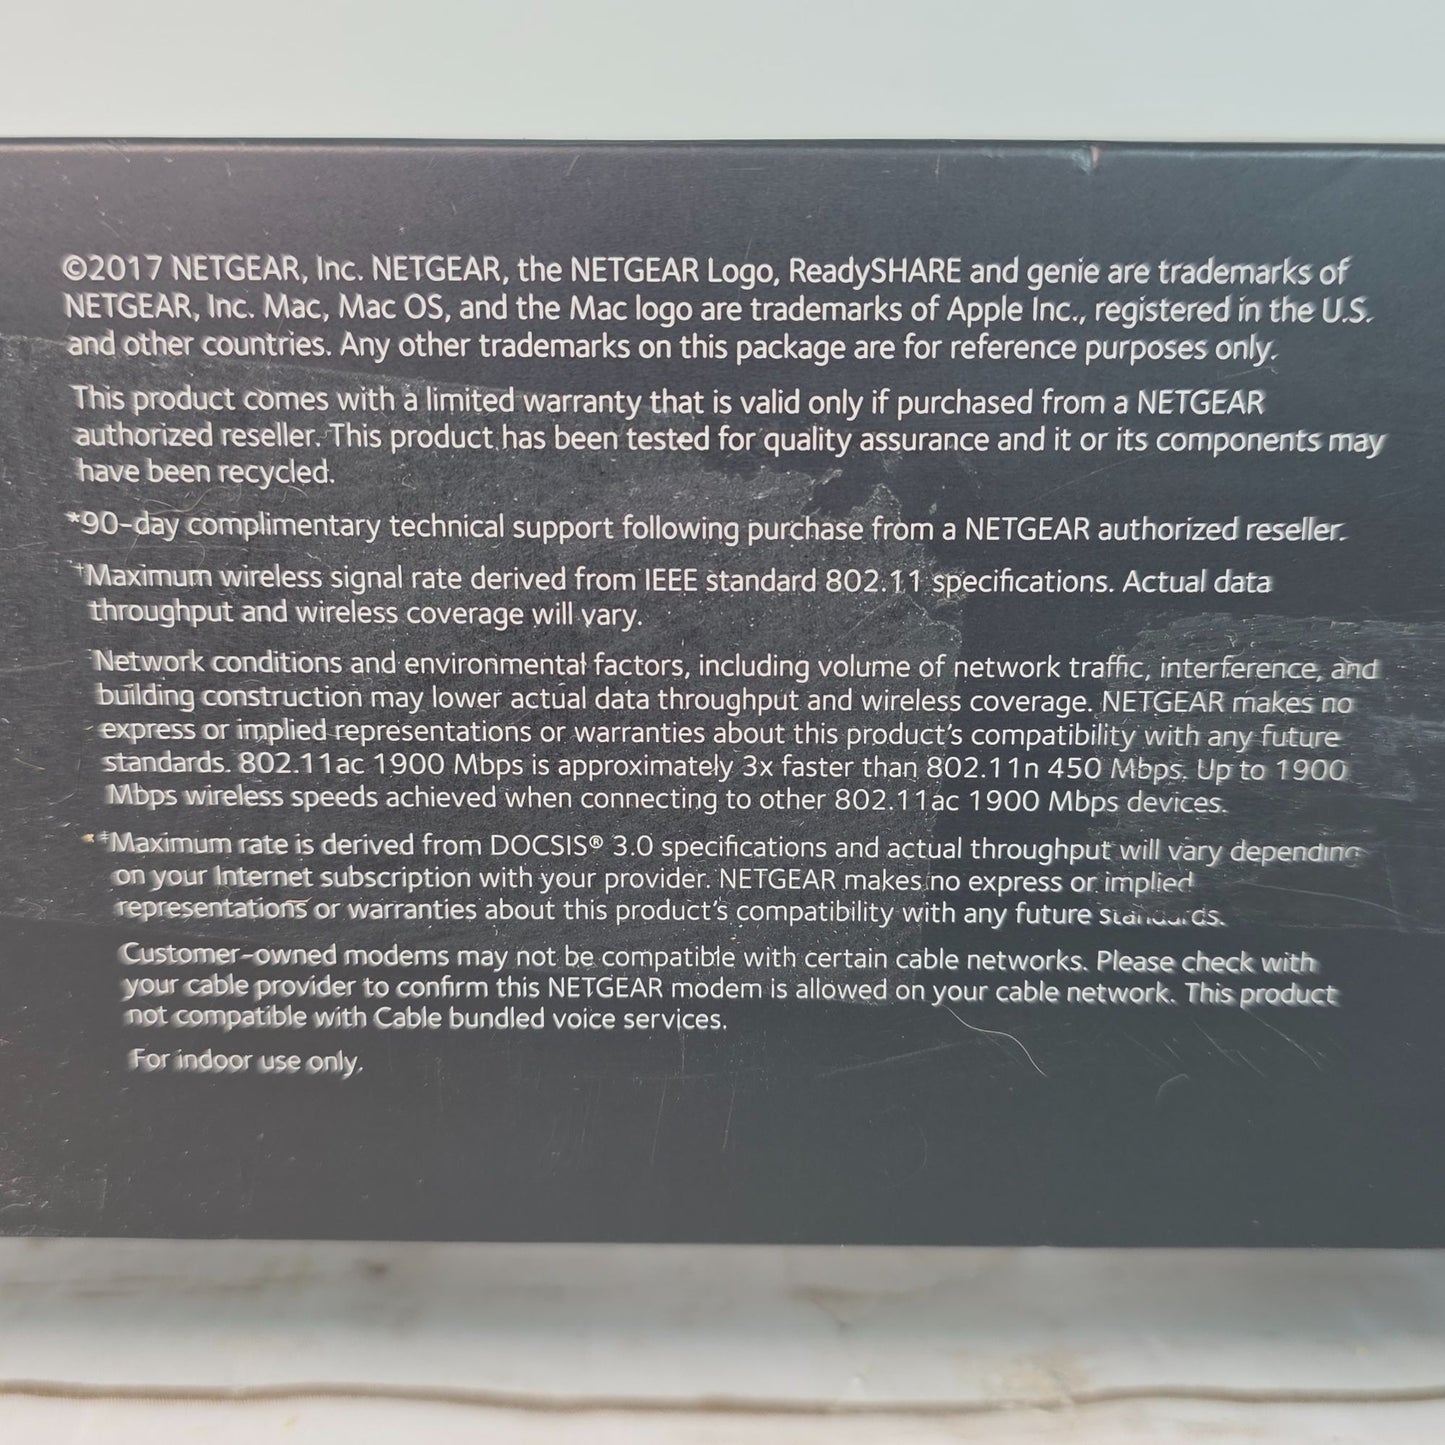 ©2017 NETGEAR, Inc. NETGEAR, the NETGEAR Logo, ReadySHARE and genie are trademarks of
NETGEAR, Inc. Mac, Mac OS, and the Mac logo are trademarks of Apple Inc., registered in the U.S.
and other countries. Any other trademarks on this package are for reference purposes only.
This product comes with a limited warranty that is valid only if purchased from a NETGEAR
authorized reseller. This product has been tested for quality assurance and it or its components may
have been recycled.
*90-day complimentary technical support following purchase from a NETGEAR authorized reseller.
†Maximum wireless signal rate derived from IEEE standard 802.11 specifications. Actual data
throughput and wireless coverage will vary.
Network conditions and environmental factors, including volume of network traffic, interference, and
building construction may lower actual data throughput and wireless coverage. NETGEAR makes no
express or implied representations or warranties about this product's compatibility with any future
standards. 802.11ac 1900 Mbps is approximately 3x faster than 802.11n 450 Mbps. Up to 1900
Mbps wireless speeds achieved when connecting to other 802.11ac 1900 Mbps devices.
‡Maximum rate is derived from DOCSIS® 3.0 specifications and actual throughput will vary depending
on your Internet subscription with your provider. NETGEAR makes no express or implied
representations or warranties about this product's compatibility with any future standards.
Customer-owned modems may not be compatible with certain cable networks. Please check with
your cable provider to confirm this NETGEAR modem is allowed on your cable network. This product
not compatible with Cable bundled voice services.
For indoor use only.